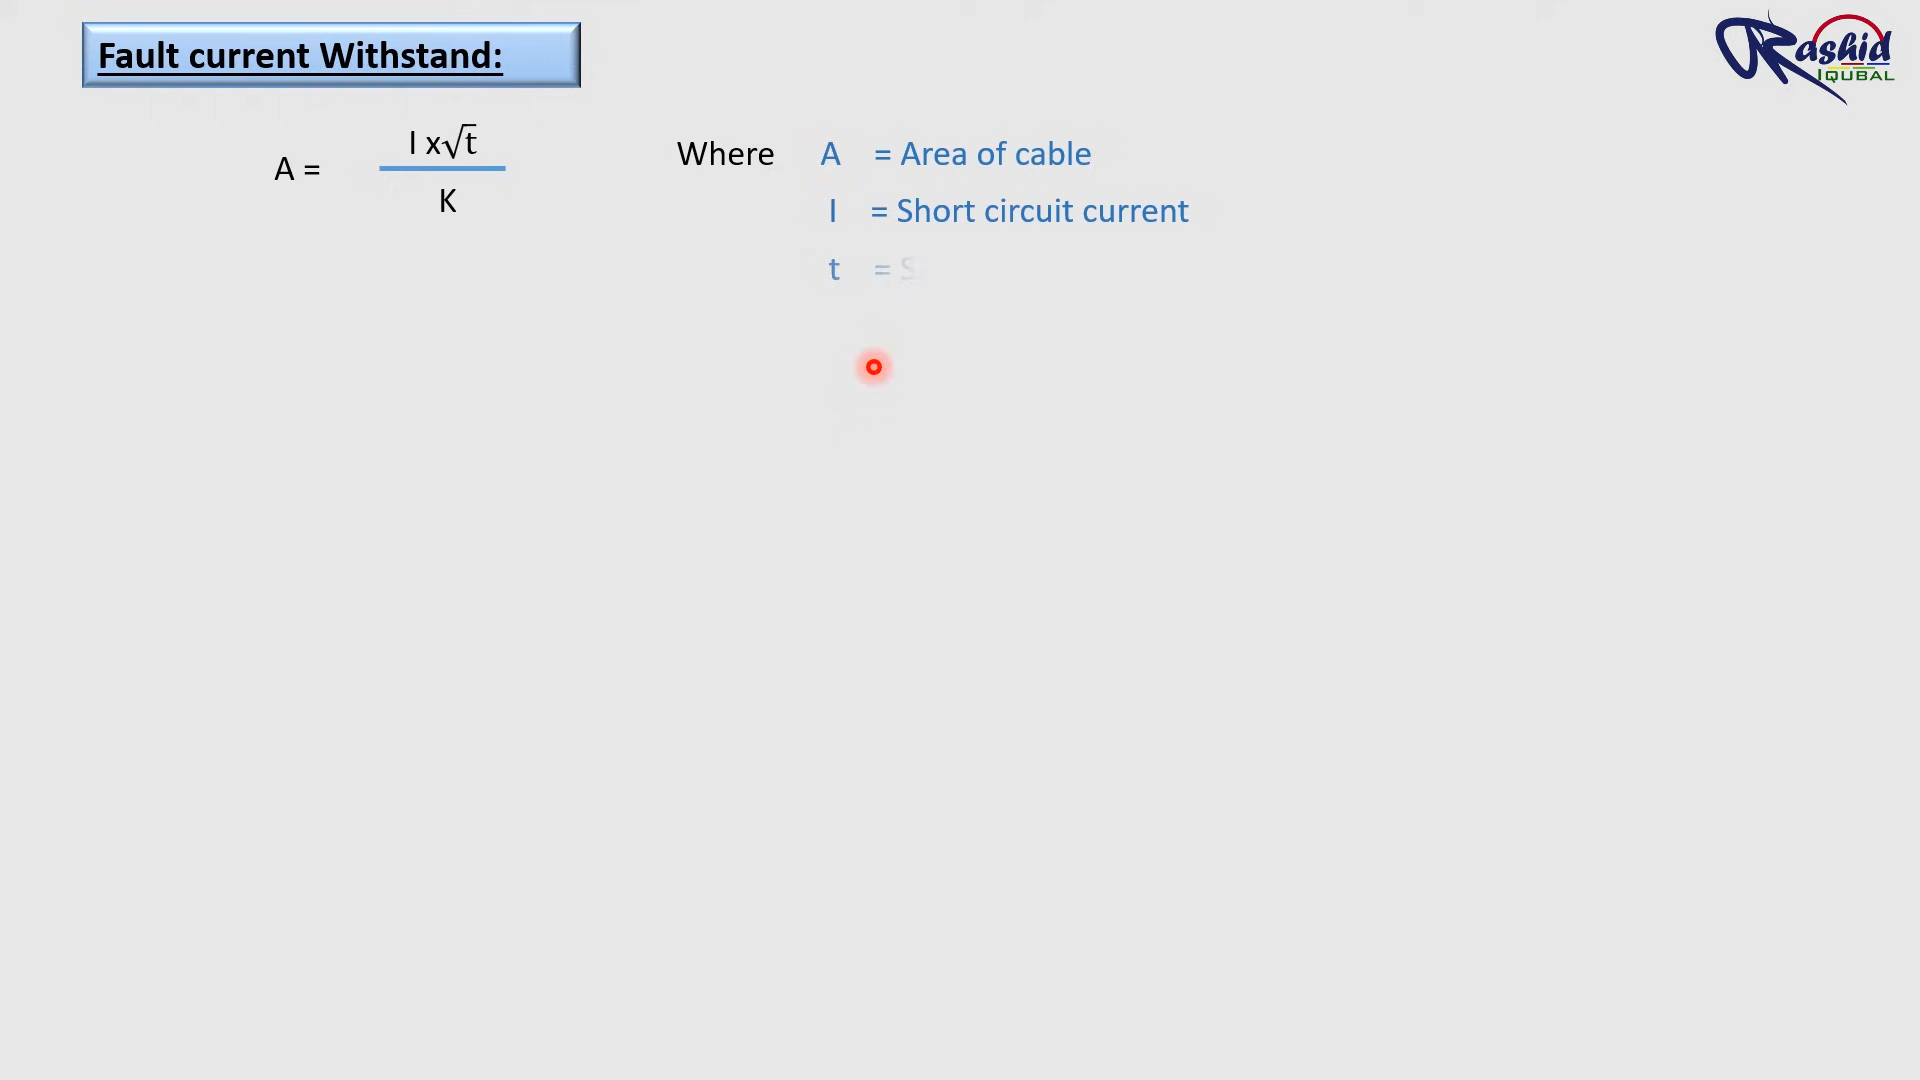 Fault current Withstand:
Rashid
IQUBAL
I x√t
A =
K
Where A = Area of cable
I = Short circuit current
t = S